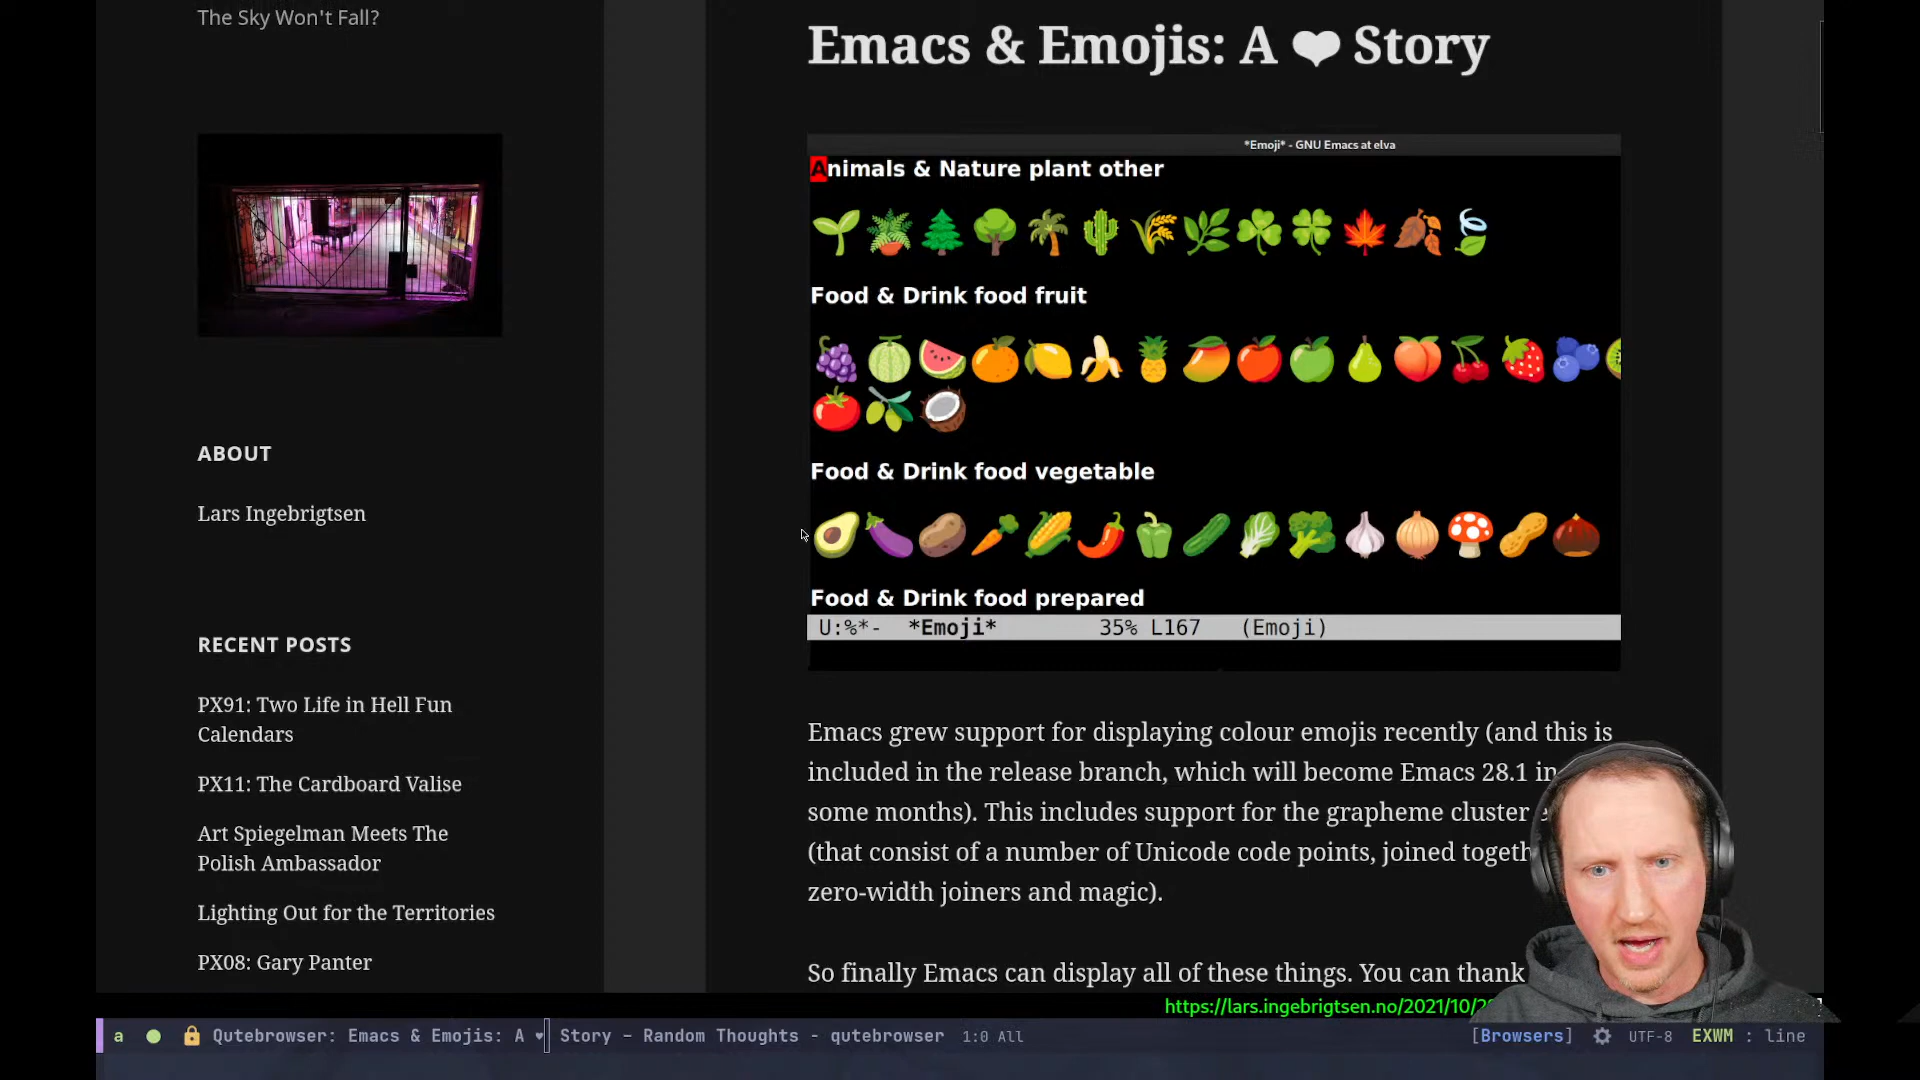 The Sky Won't Fall?
ABOUT
Lars Ingebrigtsen
RECENT POSTS
PX91: Two Life in Hell Fun
Calendars
PX11: The Cardboard Valise
Art Spiegelman Meets The
Polish Ambassador
Lighting Out for the Territories
PX08: Gary Panter
Emacs & Emojis: A ❤ Story
*Emoji* - GNU Emacs at elva
Animals & Nature plant other
Food & Drink food fruit
Food & Drink food vegetable
Food & Drink food prepared
U:%*- *Emoji* 35% L167 (Emoji)
Emacs grew support for displaying colour emojis recently (and this is
included in the release branch, which will become Emacs 28.1 in
some months). This includes support for the grapheme cluster
(that consist of a number of Unicode code points, joined
zero-width joiners and magic).
So finally Emacs can display all of these things. You can thank
https://lars.ingebrigtsen.no/2021/10/2
a Qutebrowser: Emacs & Emojis: A ♥ Story – Random Thoughts - qutebrowser 1:0 All [Browsers] UTF-8 EXWM : line